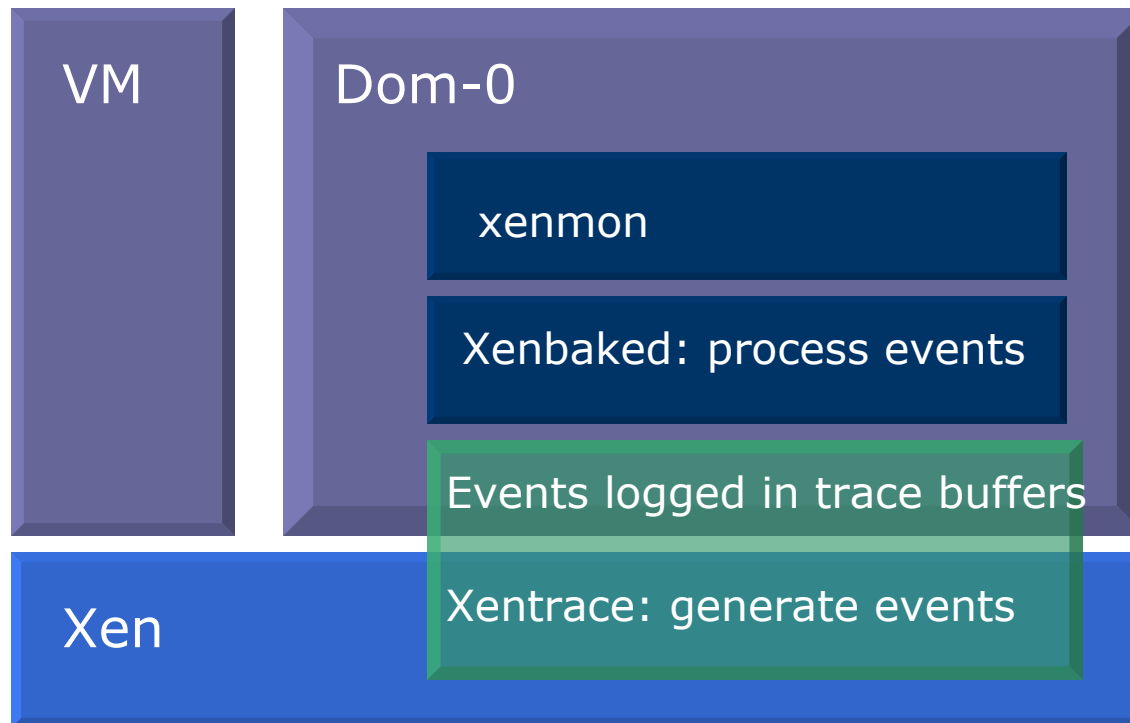 VM
Dom-0
xenmon
Xenbaked: process events
Events logged in trace buffers
Xentrace: generate events
Xen